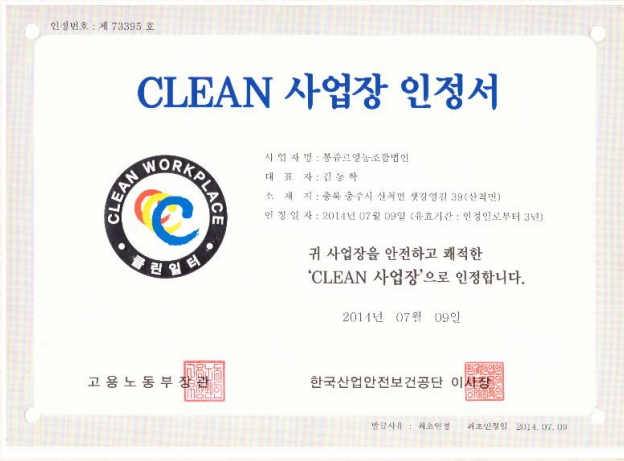 인정번호 : 제 73395 호
CLEAN 사업장 인정서
CLEAN WORKPLACE
클린일터
사 업 자 명 : 봉쥬르영농조합법인
대 표 자 : 김동학
소 재 지 : 충북 충주시 산척면 샛강영길 39(산척면)
인 정 일 자 : 2014년 07월 09일 (유효기간 : 인정일로부터 3년)
귀 사업장을 안전하고 쾌적한
‘CLEAN 사업장’으로 인정합니다.
2014년 07월 09일
고용노동부장관
한국산업안전보건공단 이사장
발급사유 : 최초인정 최초인정일 2014.07.09